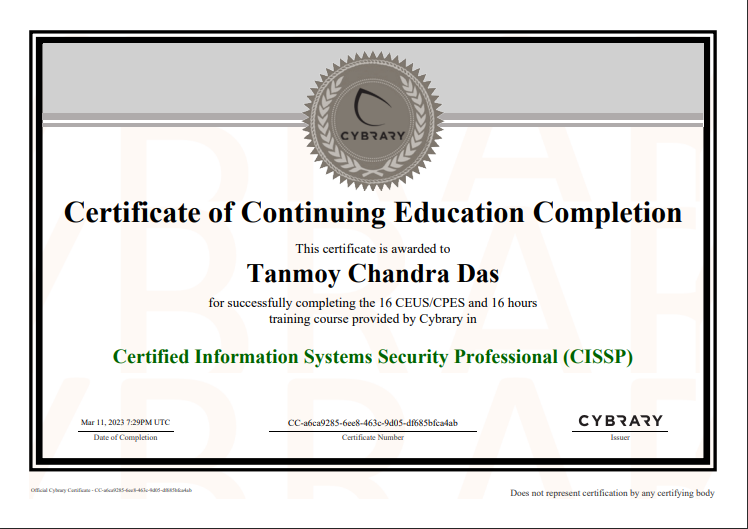 CYBRARY
Certificate of Continuing Education Completion
This certificate is awarded to
Tanmoy Chandra Das
for successfully completing the 16 CEUS/CPES and 16 hours
training course provided by Cybrary in
Certified Information Systems Security Professional (CISSP)
Mar 11, 2023 7:29PM UTC
Date of Completion
CC-a6ca9285-6ee8-463c-9d05-df685bfca4ab
Certificate Number
CYBRARY
Issuer
Official Cybrary Certificate - CC-a6ca9285-6ee8-463c-9d05-df685bfca4ab
Does not represent certification by any certifying body